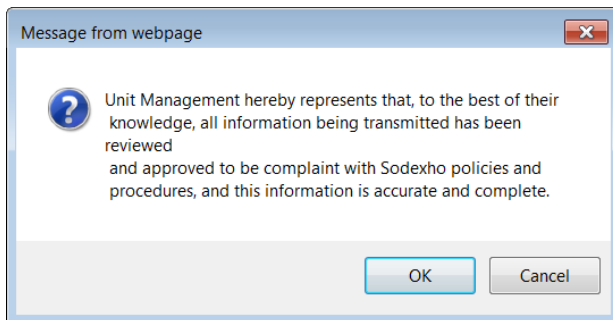 Message from webpage
Unit Management hereby represents that, to the best of their
knowledge, all information being transmitted has been
reviewed
and approved to be complaint with Sodexho policies and
procedures, and this information is accurate and complete.
OK
Cancel